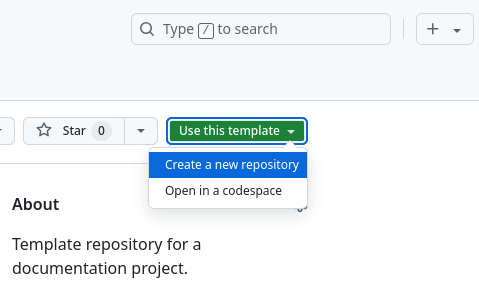 Type / to search
Star 0
Use this template
Create a new repository
Open in a codespace
About
Template repository for a
documentation project.